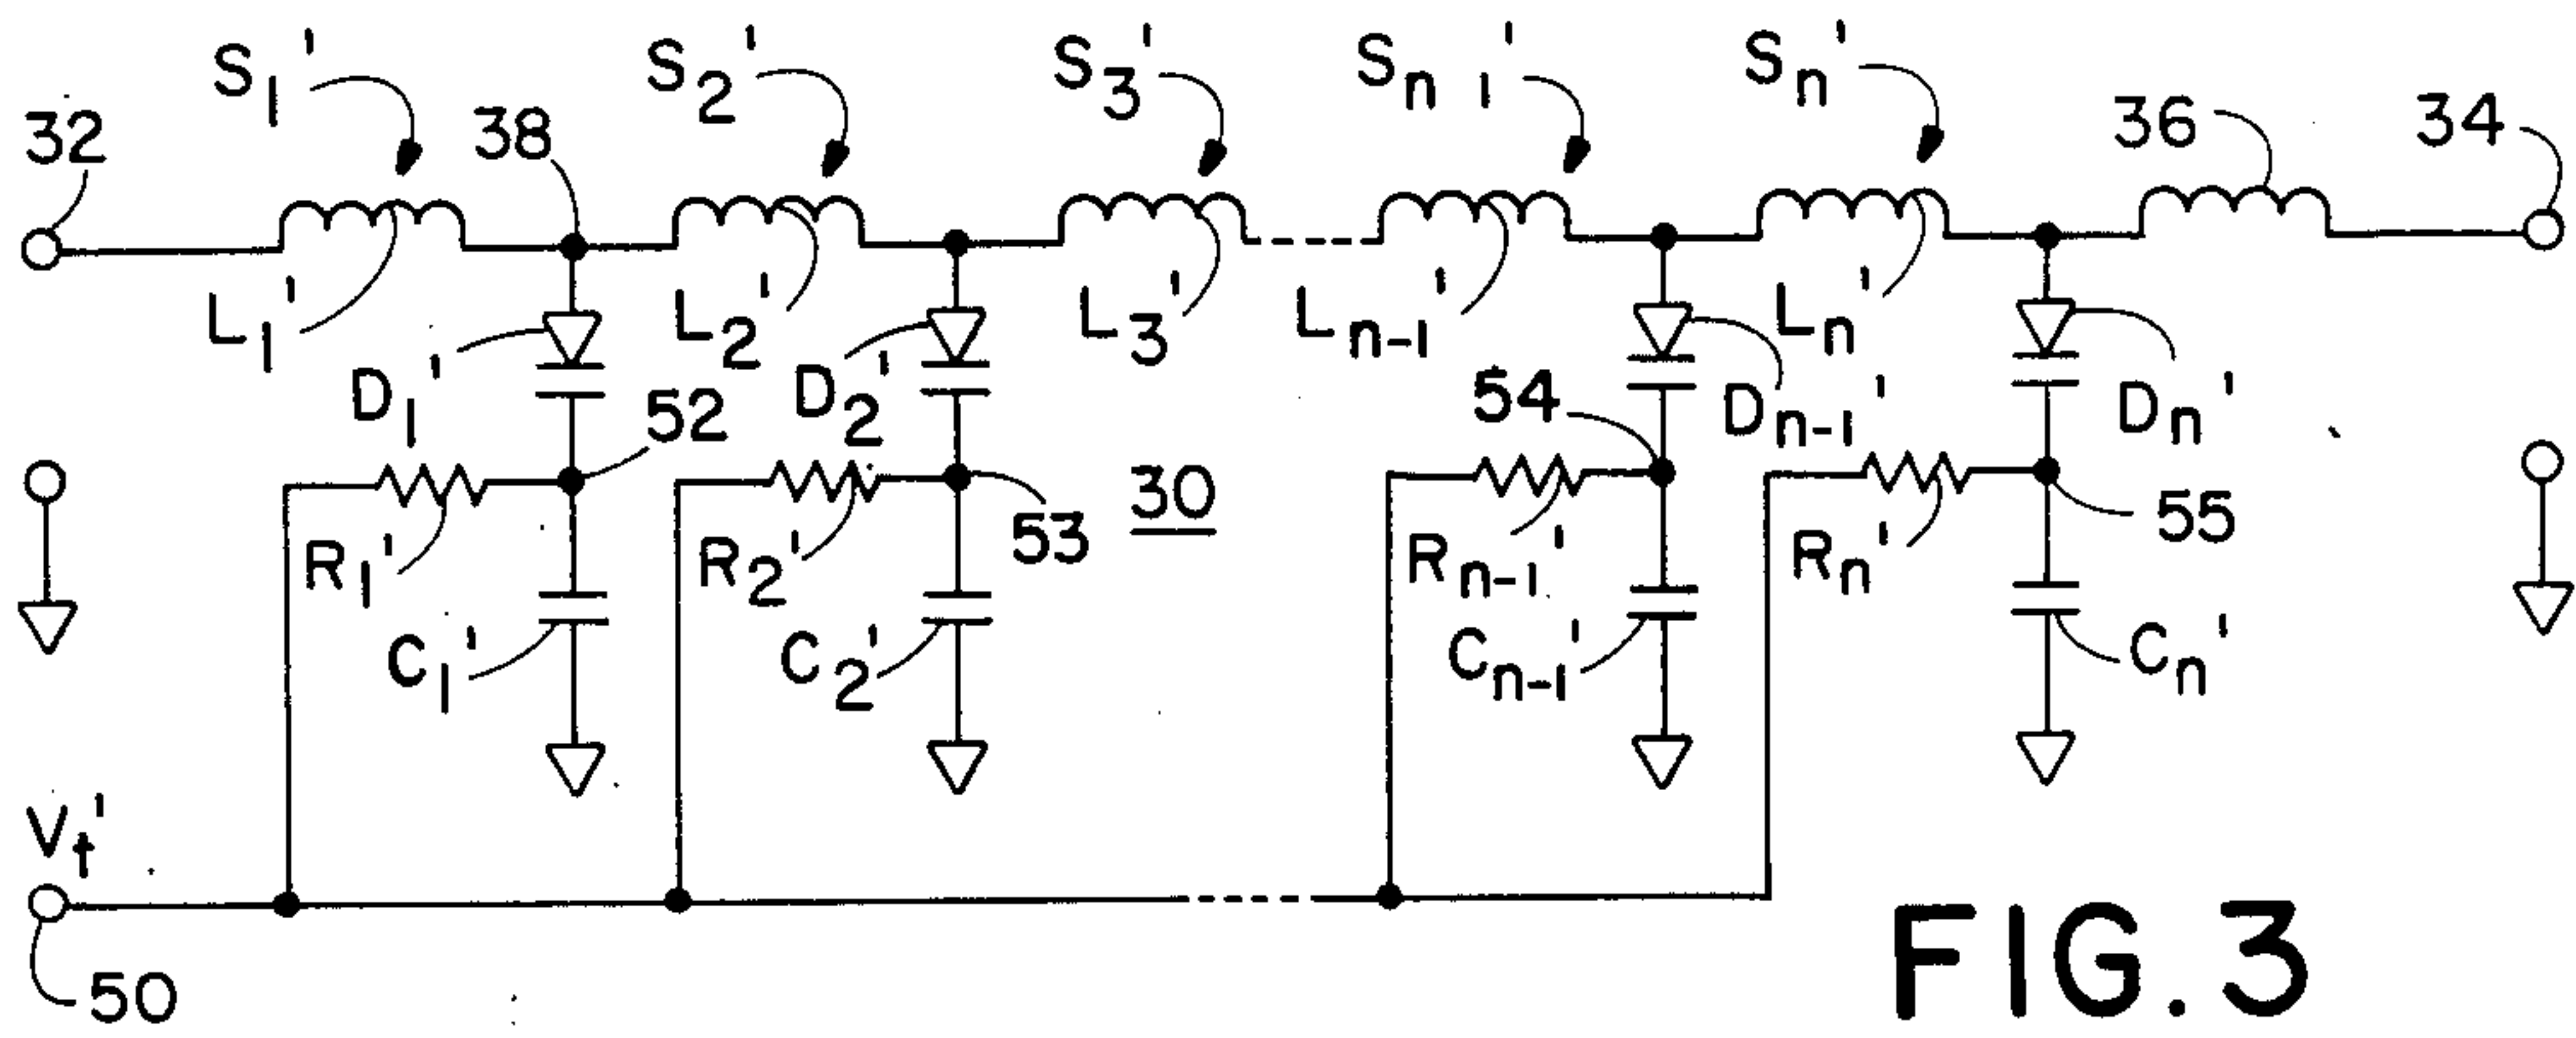 S1' S2' S3' Sn 1' Sn'
32 38 36 34
L1' L2' L3' Ln-1' Ln'
D1' D2' Dn-1' Dn'
52 53 54 55
30
R1' R2' Rn-1' Rn'
C1' C2' Cn-1' Cn'
Vt'
50
FIG.3